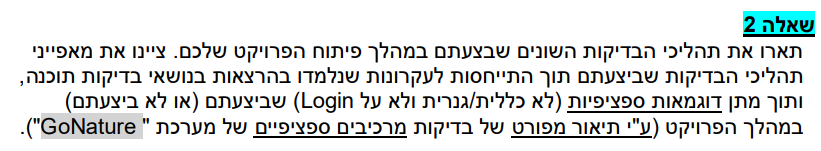 שאלה 2
תארו את תהליכי הבדיקות השונים שבצעתם במהלך פיתוח הפרויקט שלכם. ציינו את מאפייני
תהליכי הבדיקות שביצעתם תוך התייחסות לעקרונות שנלמדו בהרצאות בנושאי בדיקות תוכנה,
ותוך מתן דוגמאות ספציפיות (לא כללית/גנרית ולא על Login) שביצעתם (או לא ביצעתם)
במהלך הפרויקט (ע"י תיאור מפורט של בדיקות מרכיבים ספציפיים של מערכת "GoNature").